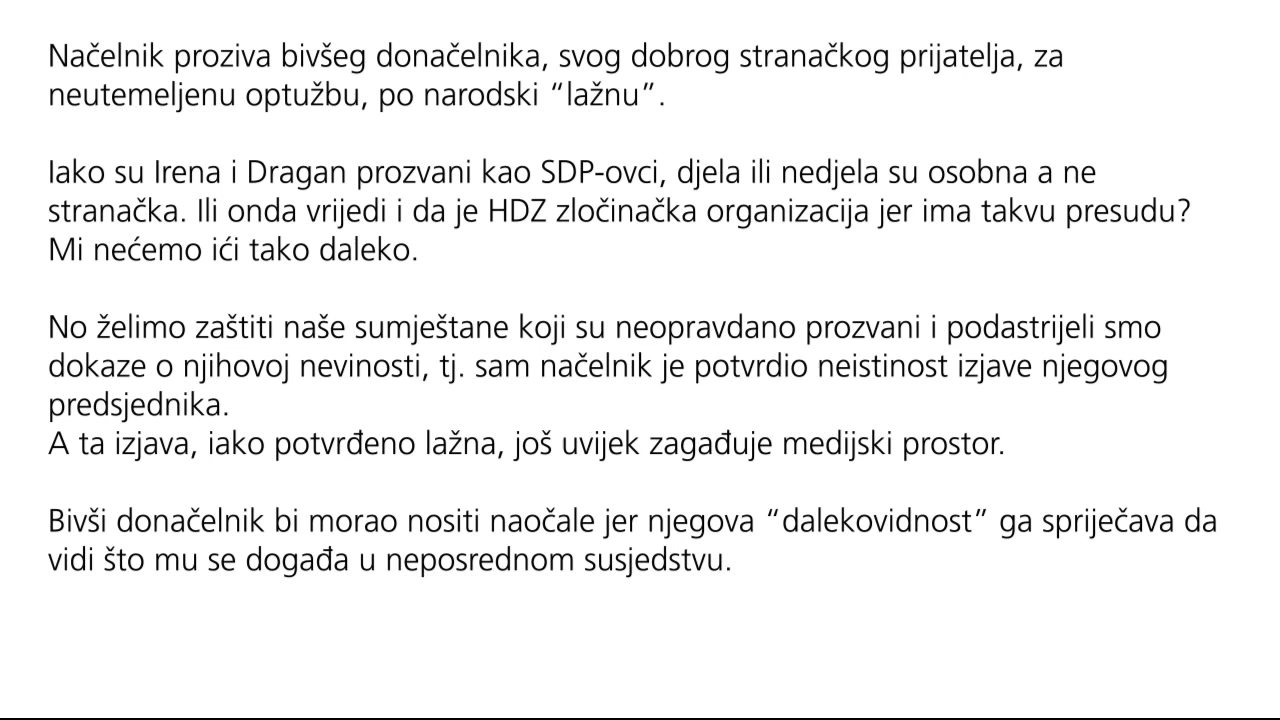 Načelnik proziva bivšeg donačelnika, svog dobrog stranačkog prijatelja, za
neutemeljenu optužbu, po narodski “lažnu”.
Iako su Irena i Dragan prozvani kao SDP-ovci, djela ili nedjela su osobna a ne
stranačka. Ili onda vrijedi i da je HDZ zločinačka organizacija jer ima takvu presudu?
Mi nećemo ići tako daleko.
No želimo zaštiti naše sumještane koji su neopravdano prozvani i podastrijeli smo
dokaze o njihovoj nevinosti, tj. sam načelnik je potvrdio neistinost izjave njegovog
predsjednika.
A ta izjava, iako potvrđeno lažna, još uvijek zagađuje medijski prostor.
Bivši donačelnik bi morao nositi naočale jer njegova “dalekovidnost” ga spriječava da
vidi što mu se događa u neposrednom susjedstvu.